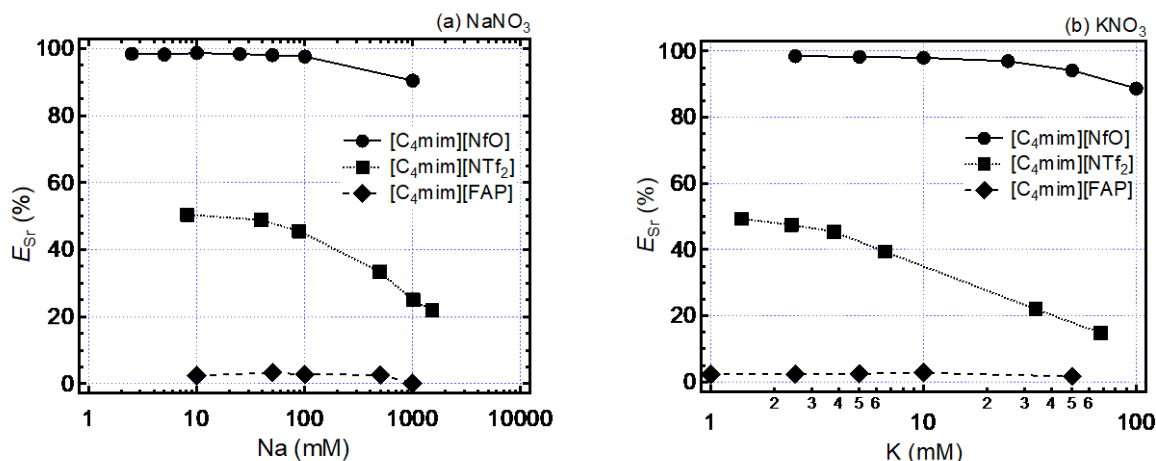 (a) NaNO₃
100
80
60
40
20
0
E_Sr (%)
[C₄mim][NfO]
[C₄mim][NTf₂]
[C₄mim][FAP]
1 10 100 1000 10000
Na (mM)
(b) KNO₃
100
80
60
40
20
0
E_Sr (%)
[C₄mim][NfO]
[C₄mim][NTf₂]
[C₄mim][FAP]
1 2 3 4 5 6 10 2 3 4 5 6 100
K (mM)